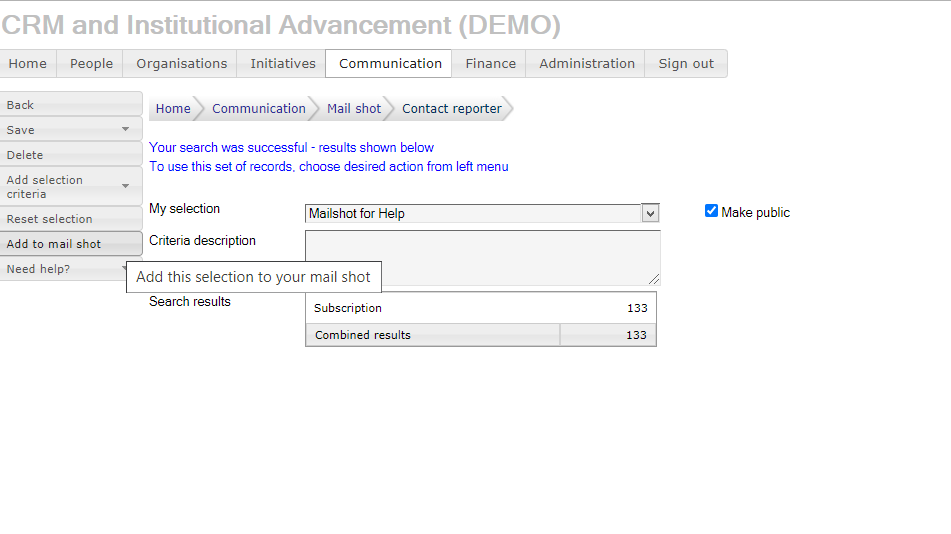 CRM and Institutional Advancement (DEMO)
Home People Organisations Initiatives Communication Finance Administration Sign out
Back
Save
Delete
Add selection
criteria
Reset selection
Add to mail shot
Need help?
Home Communication Mail shot Contact reporter
Your search was successful - results shown below
To use this set of records, choose desired action from left menu
My selection Mailshot for Help Make public
Criteria description
Add this selection to your mail shot
Search results
Subscription 133
Combined results 133